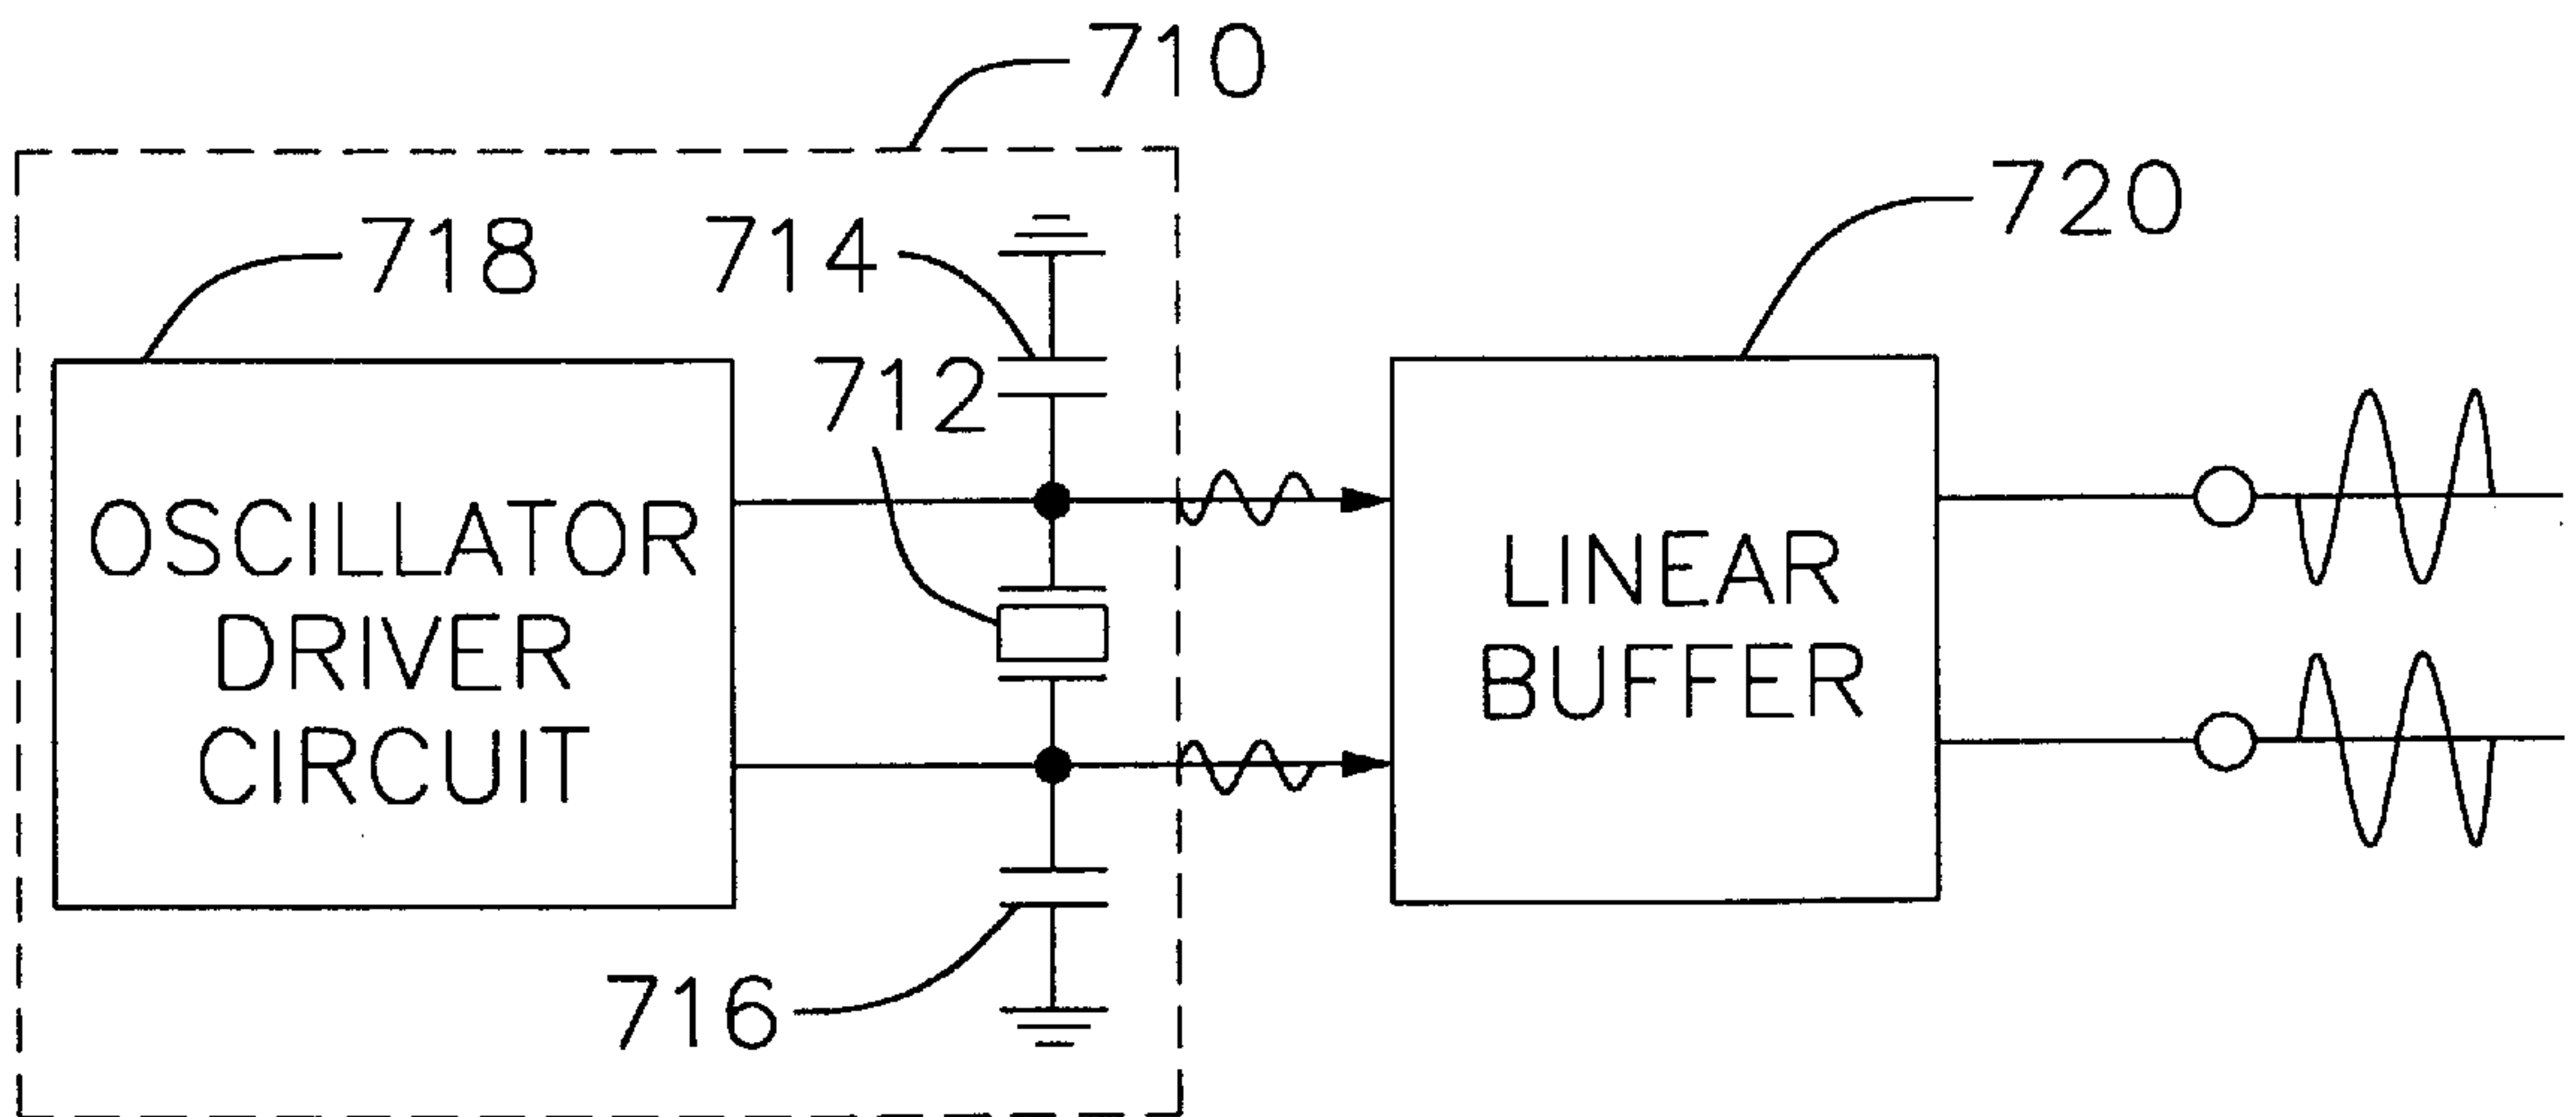 710
720
718
714
712
OSCILLATOR
DRIVER
CIRCUIT
LINEAR
BUFFER
716